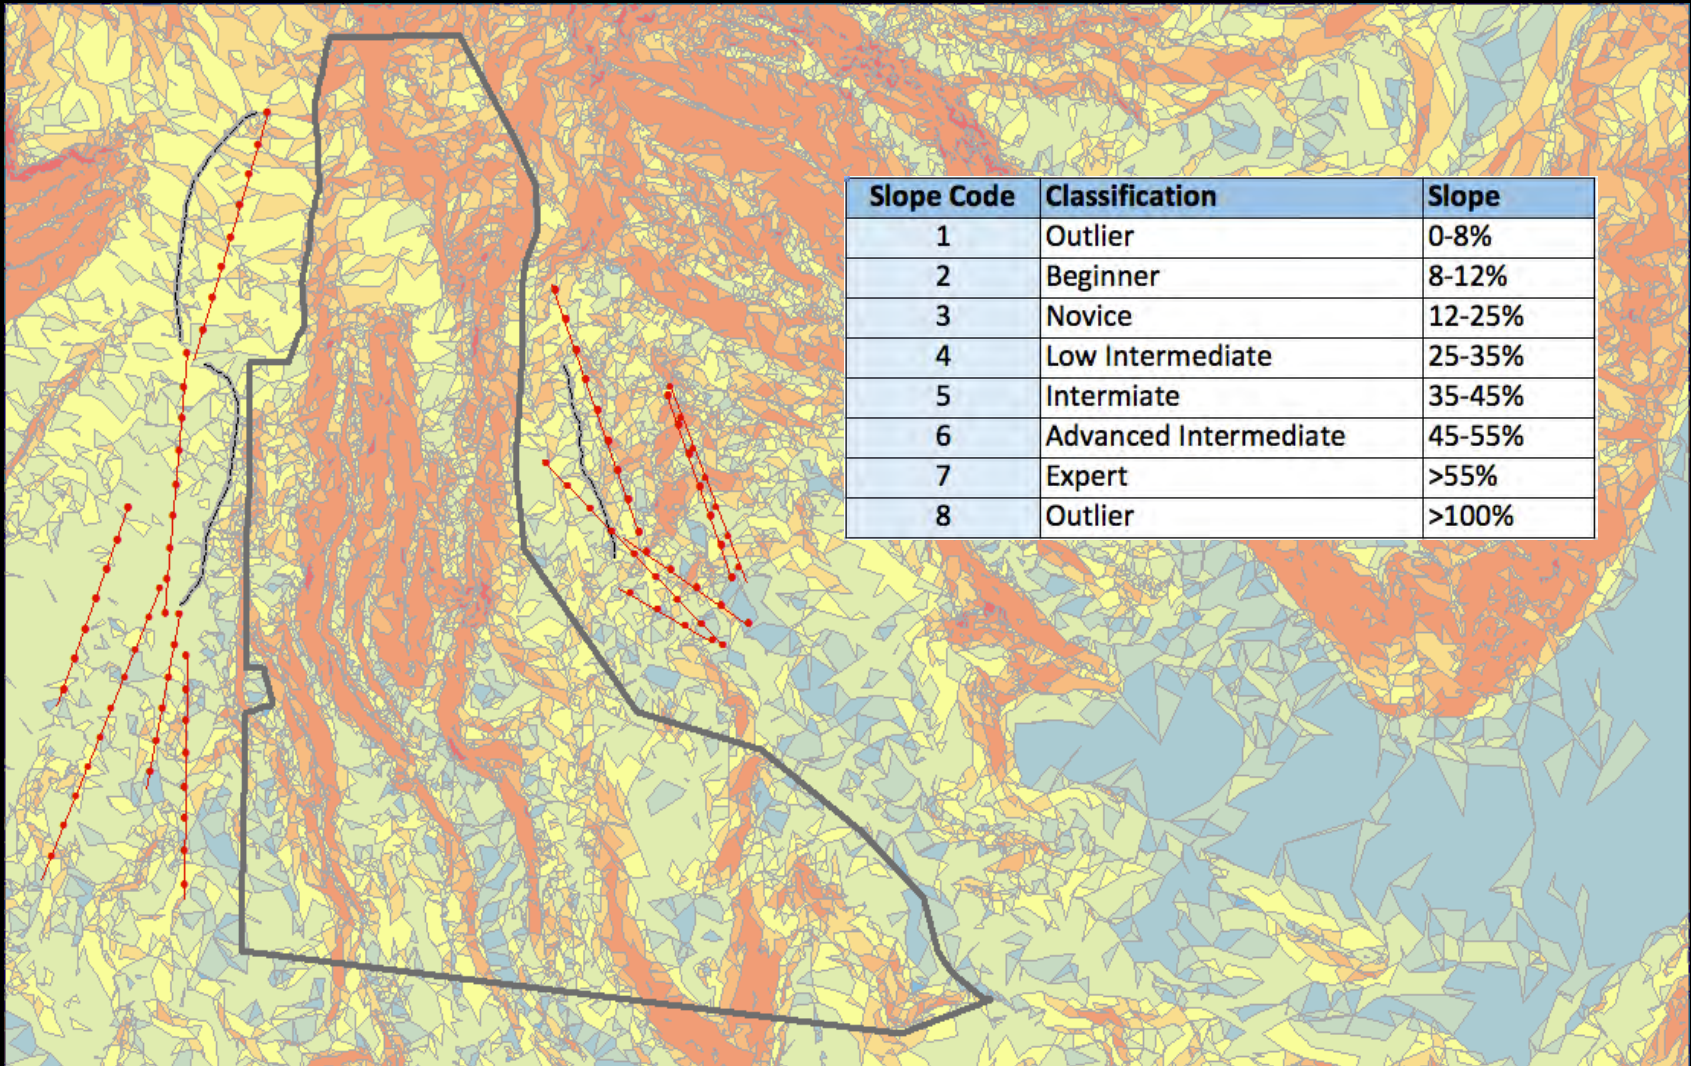 Slope Code Classification Slope
1 Outlier 0-8%
2 Beginner 8-12%
3 Novice 12-25%
4 Low Intermediate 25-35%
5 Intermiate 35-45%
6 Advanced Intermediate 45-55%
7 Expert >55%
8 Outlier >100%